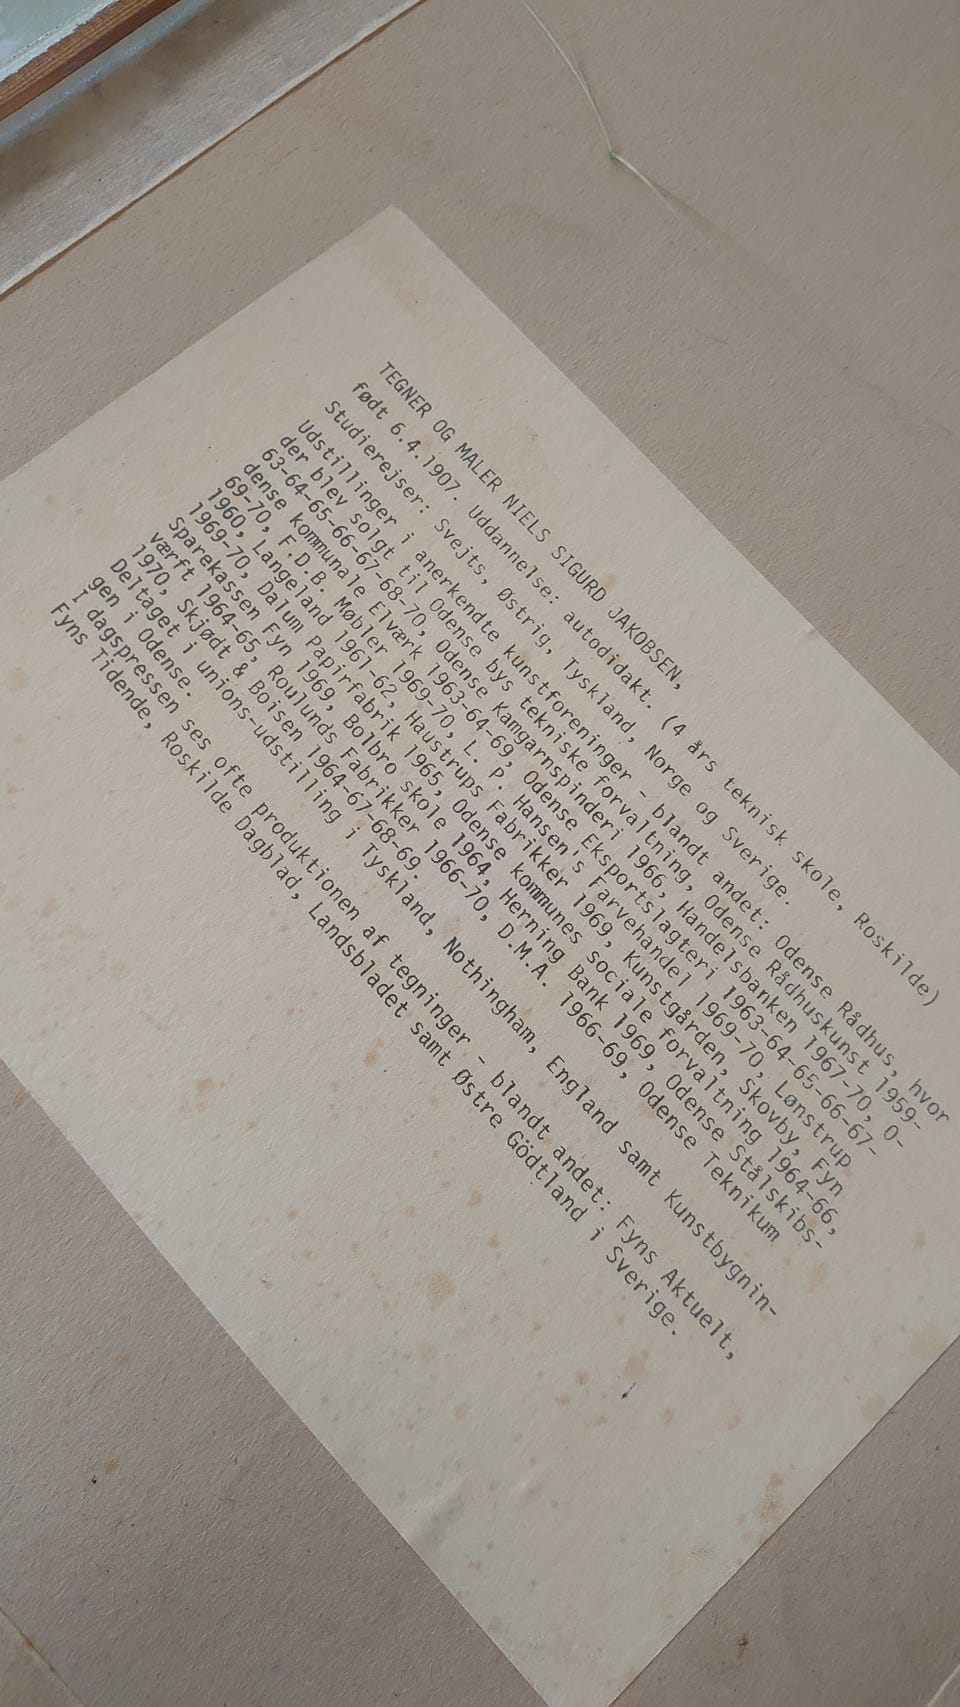 TEGNER OG MALER NIELS SIGURD JAKOBSEN,
født 6.4.1907. Uddannelse: autodidakt. (4 års teknisk skole, Roskilde)
Studierejser: Svejts, Østrig, Tyskland, Norge og Sverige.
Udstillinger i anerkendte kunstforeninger - blandt andet: Odense Rådhus, hvor
der blev solgt til Odense bys tekniske forvaltning, Odense Rådhuskunst 1959-
63-64-65-66-67-68-70, Odense Kamgarnspinderi 1966, Handelsbanken 1967-70, O-
dense kommunale Elværk 1963-64-69, Odense Eksportslagteri 1963-64-65-66-67-
69-70, F.D.B. Møbler 1969-70, L. P. Hansen's Farvehandel 1969-70, Lønstrup
1960, Langeland 1961-62, Haustrups Fabrikker 1969, Kunstgården, Skovby, Fyn
1969-70, Dalum Papirfabrik 1965, Odense kommunes sociale forvaltning 1964-66,
Sparekassen Fyn 1969, Bolbro skole 1964, Herning Bank 1969, Odense Stålskibs-
værft 1964-65, Roulunds Fabrikker 1966-70, D.M.A. 1966-69, Odense Teknikum
1970, Skjødt & Boisen 1964-67-68-69.
Deltaget i unions-udstilling i Tyskland, Nothingham, England samt Kunstbygnin-
gen i Odense.
I dagspressen ses ofte produktionen af tegninger - blandt andet: Fyns Aktuelt,
Fyns Tidende, Roskilde Dagblad, Landsbladet samt Østre Gödtland i Sverige.